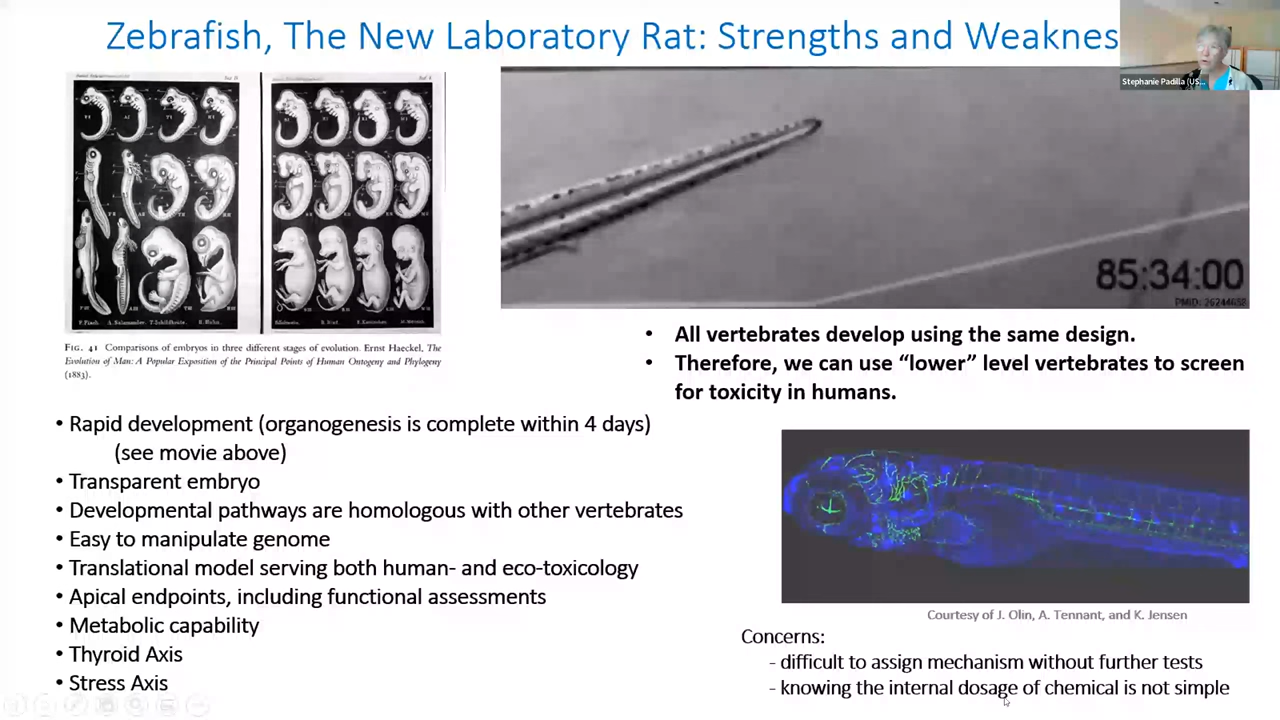 Zebrafish, The New Laboratory Rat: Strengths and Weaknes
Stephanie Padilla (US...
85:34:00
PMID: 26244658
FIG. 41 Comparisons of embryos in three different stages of evolution. Ernst Haeckel, The
Evolution of Man: A Popular Exposition of the Principal Points of Human Ontogeny and Phylogeny
(1883).
• All vertebrates develop using the same design.
• Therefore, we can use “lower” level vertebrates to screen
for toxicity in humans.
• Rapid development (organogenesis is complete within 4 days)
(see movie above)
• Transparent embryo
• Developmental pathways are homologous with other vertebrates
• Easy to manipulate genome
• Translational model serving both human- and eco-toxicology
• Apical endpoints, including functional assessments
• Metabolic capability
• Thyroid Axis
• Stress Axis
Courtesy of J. Olin, A. Tennant, and K. Jensen
Concerns:
- difficult to assign mechanism without further tests
- knowing the internal dosage of chemical is not simple